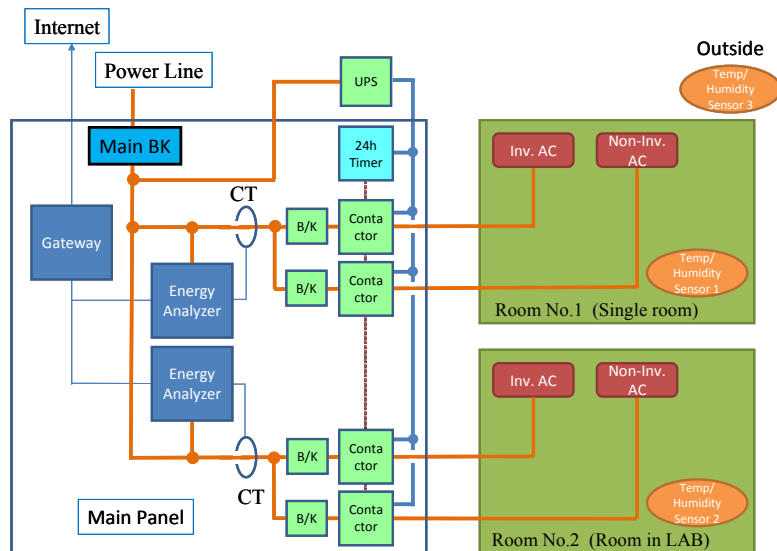 Internet
Power Line
Main BK
UPS
24h
Timer
Outside
Temp/
Humidity
Sensor 3
CT
Gateway
Energy
Analyzer
B/K
Conta
ctor
B/K
Conta
ctor
Inv. AC
Non-Inv.
AC
Temp/
Humidity
Sensor 1
Room No.1 (Single room)
Energy
Analyzer
CT
B/K
Conta
ctor
B/K
Conta
ctor
Inv. AC
Non-Inv.
AC
Temp/
Humidity
Sensor 2
Room No.2 (Room in LAB)
Main Panel